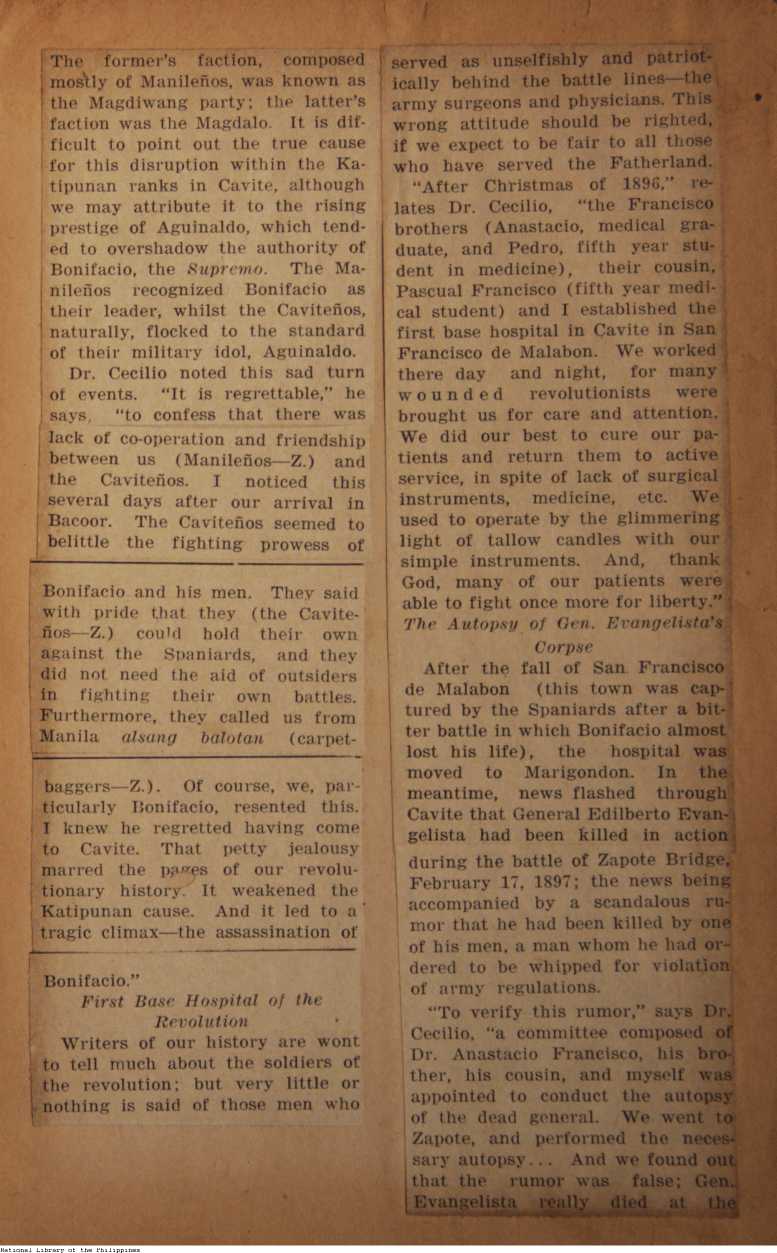 The former's faction, composed
mostly of Manileños, was known as
the Magdiwang party; the latter's
faction was the Magdalo. It is dif-
ficult to point out the true cause
for this disruption within the Ka-
tipunan ranks in Cavite, although
we may attribute it to the rising
prestige of Aguinaldo, which tend-
ed to overshadow the authority of
Bonifacio, the Supremo. The Ma-
nileños recognized Bonifacio as
their leader, whilst the Caviteños,
naturally, flocked to the standard
of their military idol, Aguinaldo.
Dr. Cecilio noted this sad turn
of events. "It is regrettable," he
says, "to confess that there was
lack of co-operation and friendship
between us (Manileños—Z.) and
the Caviteños. I noticed this
several days after our arrival in
Bacoor. The Caviteños seemed to
belittle the fighting prowess of
Bonifacio and his men. They said
with pride that they (the Cavite-
ños—Z.) could hold their own
against the Spaniards, and they
did not need the aid of outsiders
in fighting their own battles.
Furthermore, they called us from
Manila alsang balotan (carpet-
baggers—Z.). Of course, we, par-
ticularly Bonifacio, resented this.
I knew he regretted having come
to Cavite. That petty jealousy
marred the pages of our revolu-
tionary history. It weakened the
Katipunan cause. And it led to a
tragic climax—the assassination of
Bonifacio."
First Base Hospital of the
Revolution
Writers of our history are wont
to tell much about the soldiers of
the revolution; but very little or
nothing is said of those men who
served as unselfishly and patriot-
ically behind the battle lines—the
army surgeons and physicians. This
wrong attitude should be righted,
if we expect to be fair to all those
who have served the Fatherland.
"After Christmas of 1896," re-
lates Dr. Cecilio, "the Francisco
brothers (Anastacio, medical gra-
duate, and Pedro, fifth year stu-
dent in medicine), their cousin,
Pascual Francisco (fifth year medi-
cal student) and I established the
first base hospital in Cavite in San
Francisco de Malabon. We worked
there day and night, for many
wounded revolutionists were
brought us for care and attention.
We did our best to cure our pa-
tients and return them to active
service, in spite of lack of surgical
instruments, medicine, etc. We
used to operate by the glimmering
light of tallow candles with our
simple instruments. And, thank
God, many of our patients were
able to fight once more for liberty."
The Autopsy of Gen. Evangelista's
Corpse
After the fall of San Francisco
de Malabon (this town was cap-
tured by the Spaniards after a bit-
ter battle in which Bonifacio almost
lost his life), the hospital was
moved to Marigondon. In the
meantime, news flashed through
Cavite that General Edilberto Evan-
gelista had been killed in action
during the battle of Zapote Bridge,
February 17, 1897; the news being
accompanied by a scandalous ru-
mor that he had been killed by one
of his men, a man whom he had or-
dered to be whipped for violation
of army regulations.
"To verify this rumor," says Dr.
Cecilio, "a committee composed of
Dr. Anastacio Francisco, his bro-
ther, his cousin, and myself was
appointed to conduct the autopsy
of the dead general. We went to
Zapote, and performed the neces-
sary autopsy... And we found out
that the rumor was false; Gen.
Evangelista really died at the
National Library of the Philippines